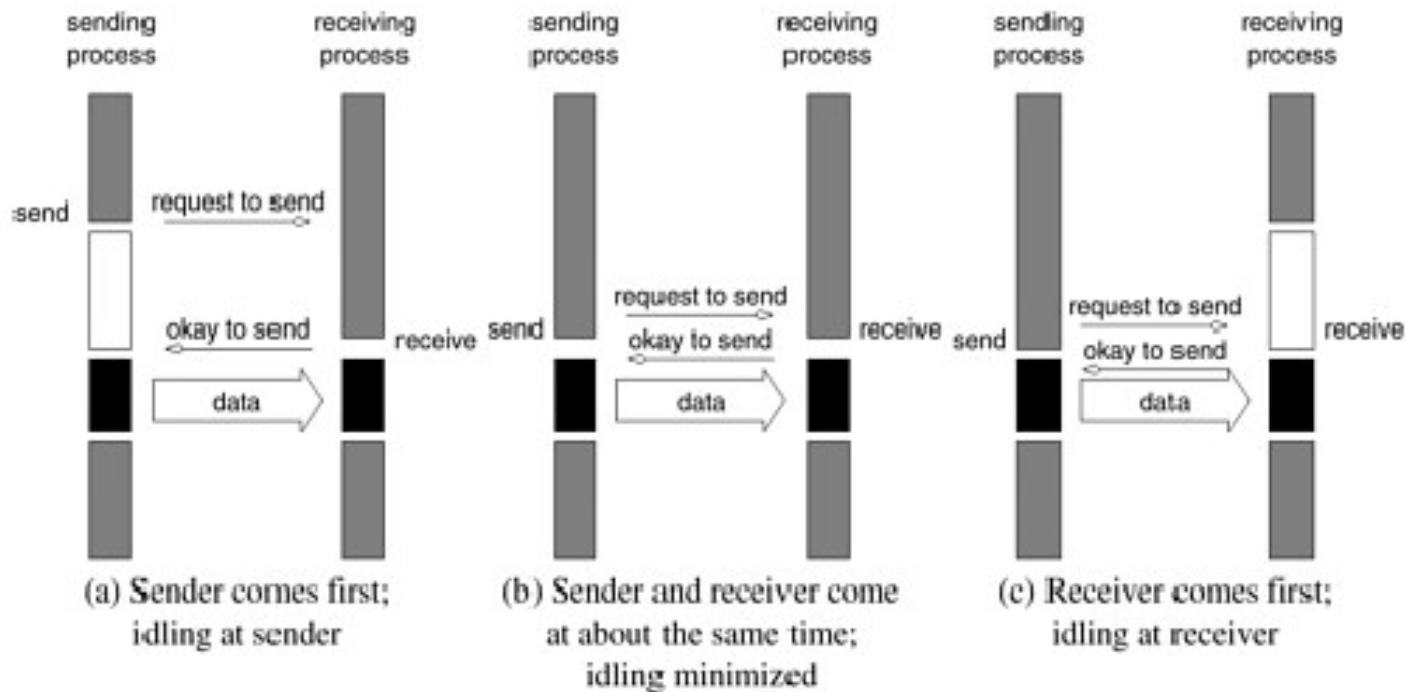 sending process
receiving process
send
request to send
okay to send
receive
data
(a) Sender comes first;
idling at sender
sending process
receiving process
request to send
send
okay to send
receive
data
(b) Sender and receiver come
at about the same time;
idling minimized
sending process
receiving process
request to send
send
okay to send
receive
data
(c) Receiver comes first;
idling at receiver